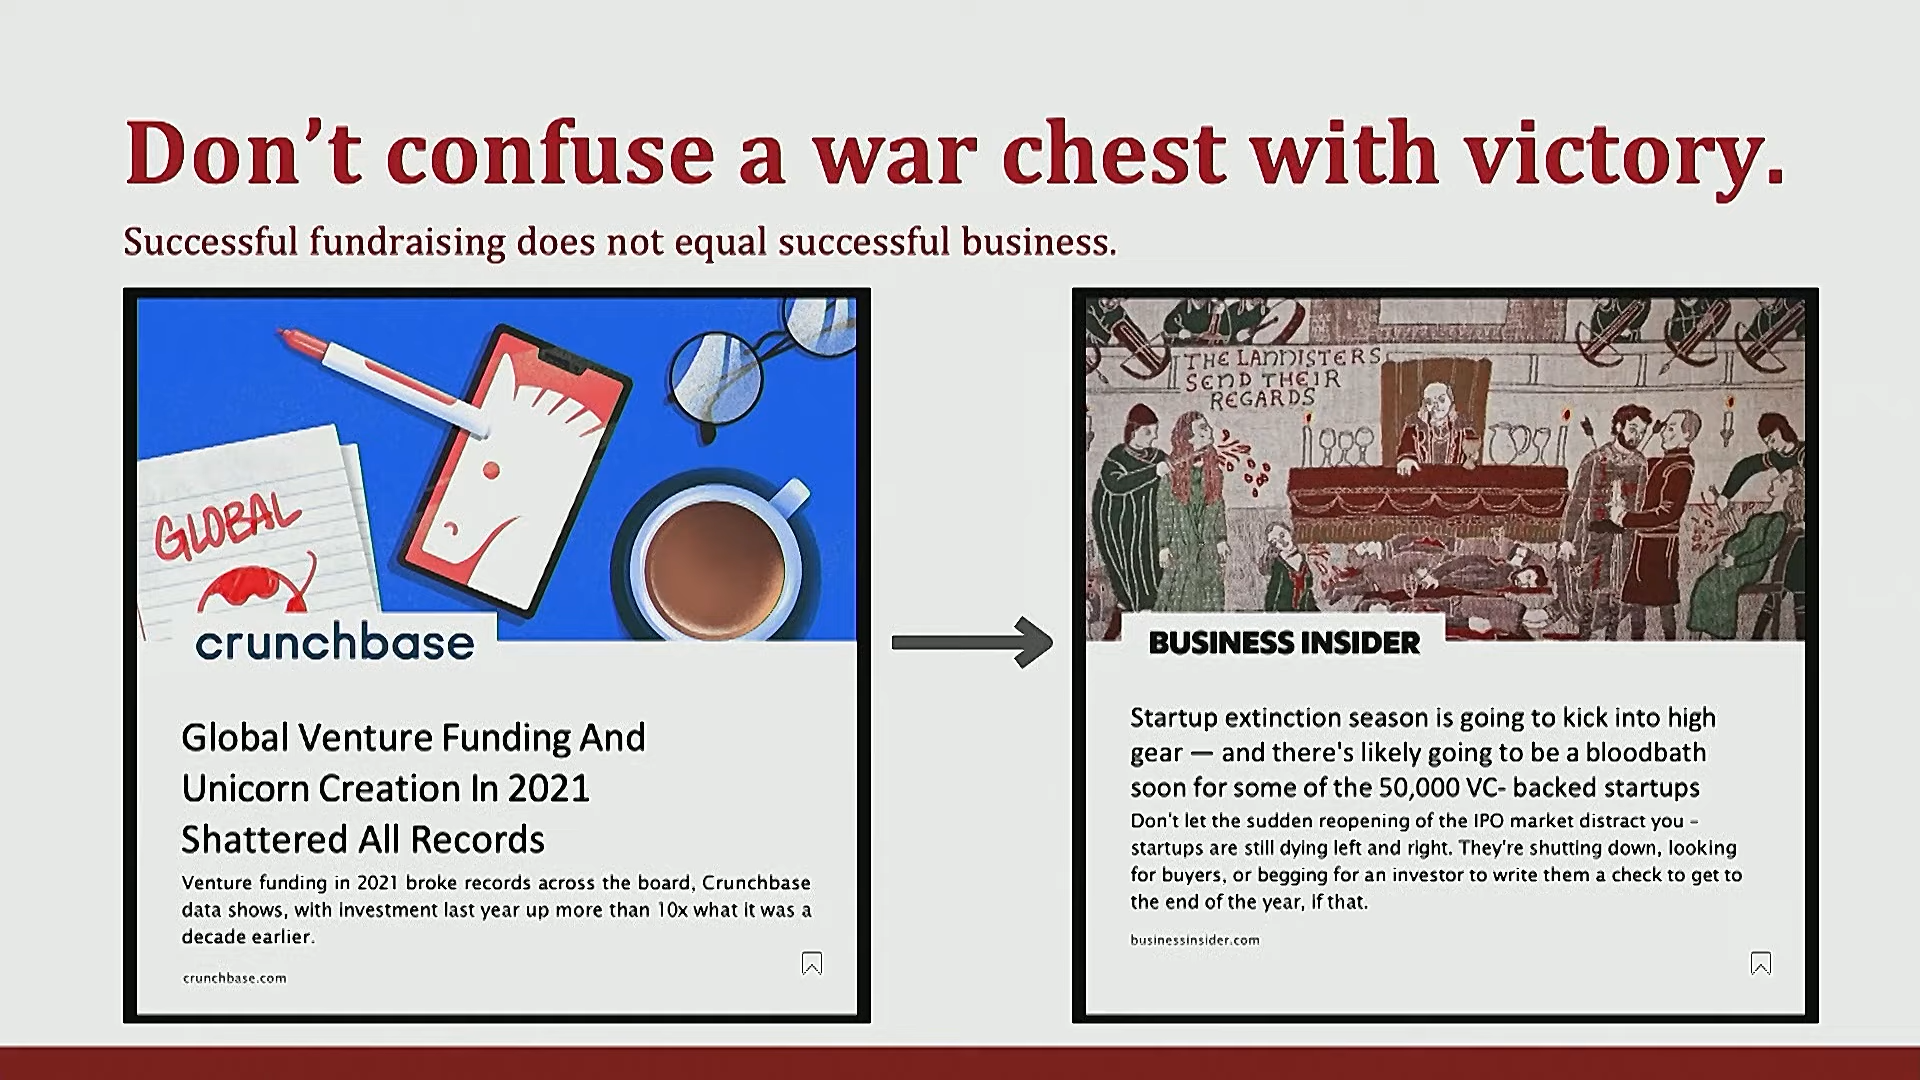 Don’t confuse a war chest with victory.
Successful fundraising does not equal successful business.
GLOBAL
crunchbase
Global Venture Funding And
Unicorn Creation In 2021
Shattered All Records
Venture funding in 2021 broke records across the board, Crunchbase
data shows, with investment last year up more than 10x what it was a
decade earlier.
crunchbase.com
THE LANNISTERS
SEND THEIR
REGARDS
BUSINESS INSIDER
Startup extinction season is going to kick into high
gear — and there's likely going to be a bloodbath
soon for some of the 50,000 VC- backed startups
Don't let the sudden reopening of the IPO market distract you –
startups are still dying left and right. They're shutting down, looking
for buyers, or begging for an investor to write them a check to get to
the end of the year, if that.
businessinsider.com